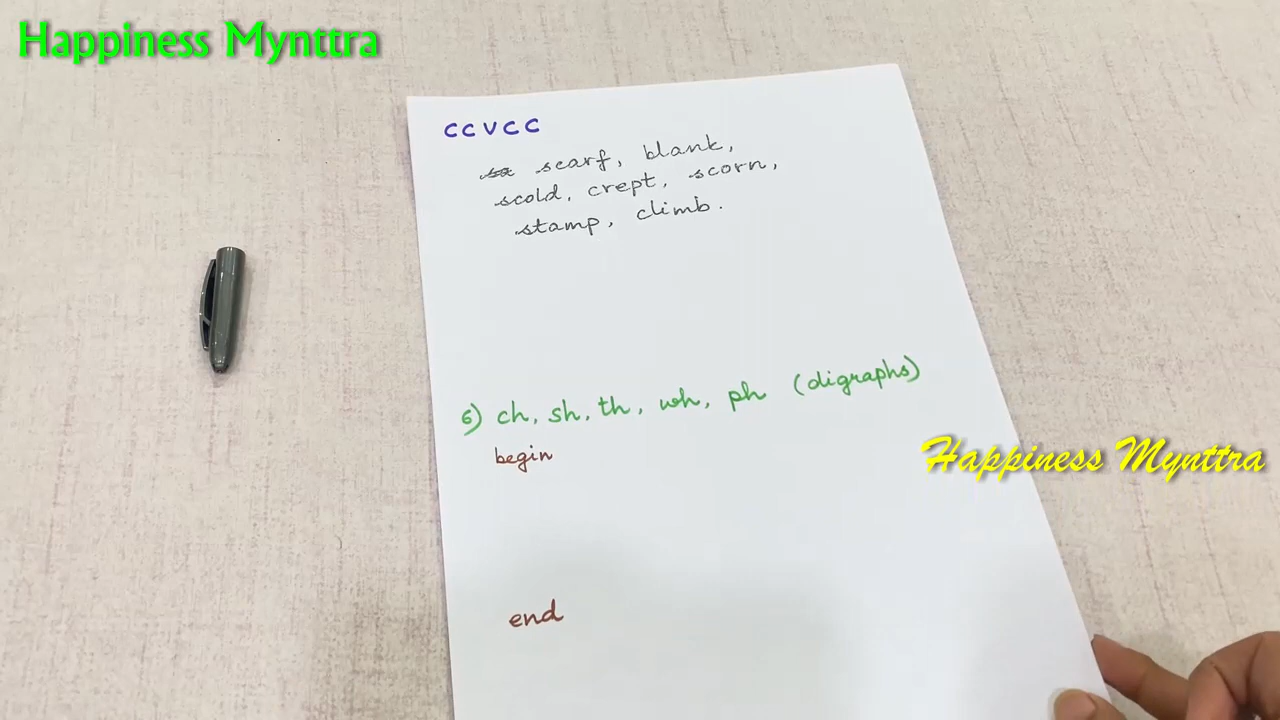 Happiness Mynttra
CCVCC
scarf, blank,
scold, crept, scorn,
stamp, climb.
6) ch, sh, th, wh, ph (digraphs)
begin
Happiness Mynttra
end